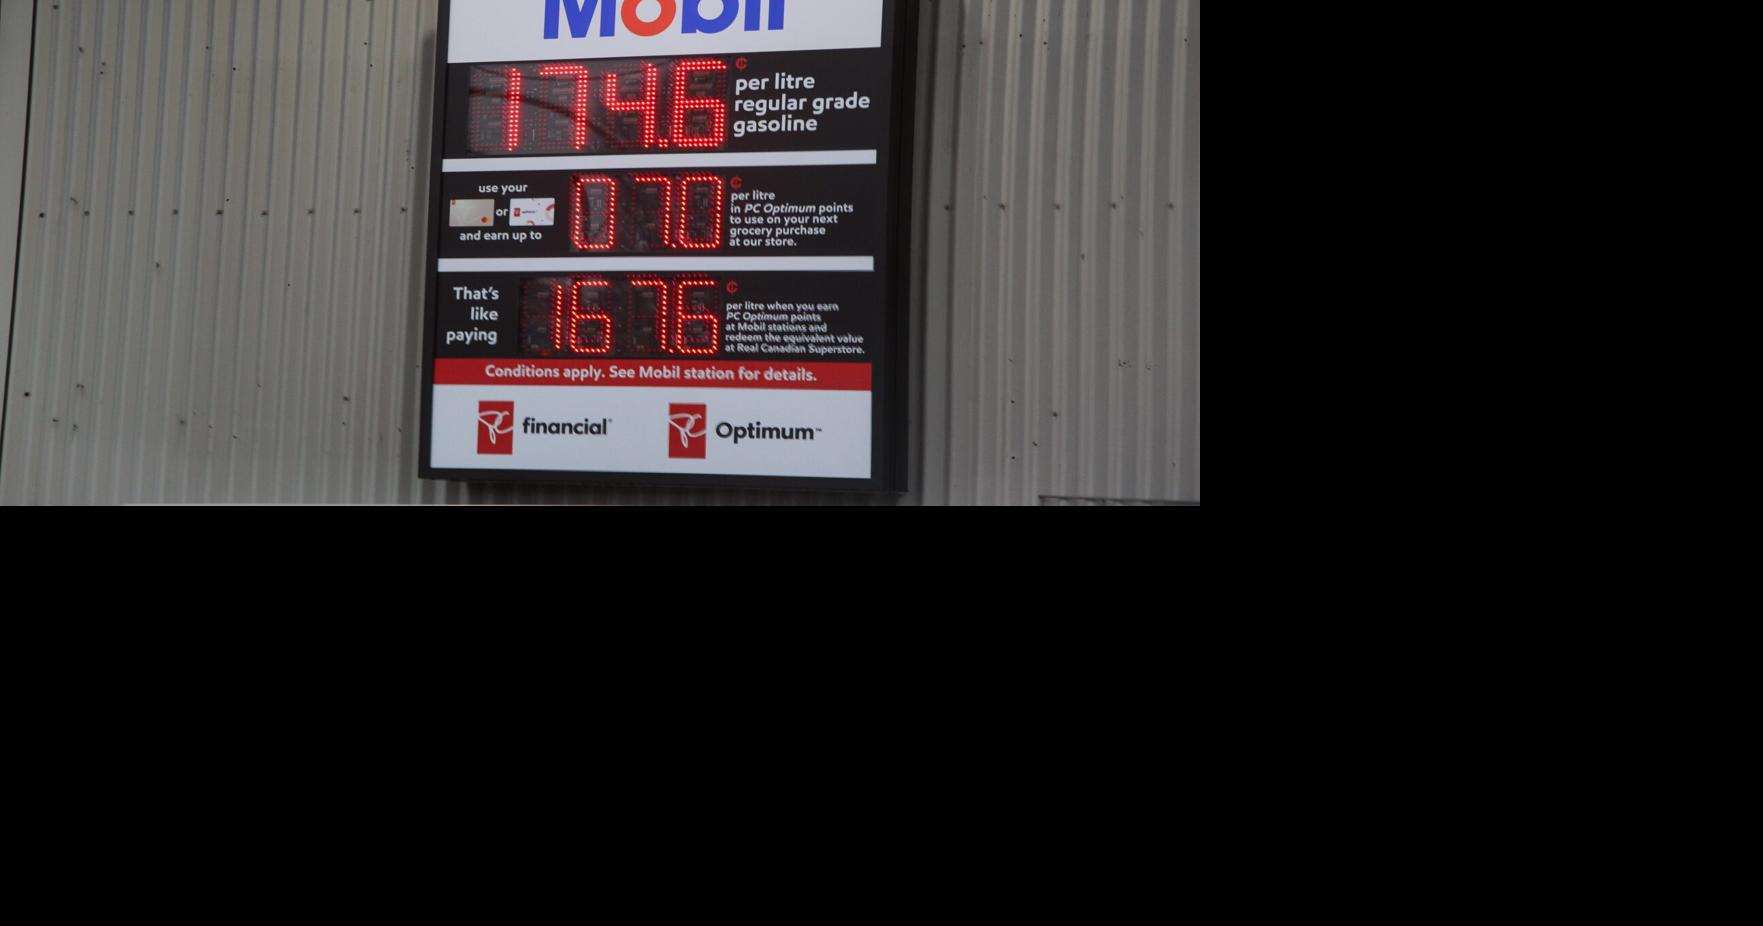 Mobil
174.6 ¢
per litre
regular grade
gasoline
use your
or
and earn up to
07.0 ¢
per litre
in PC Optimum points
to use on your next
grocery purchase
at our store.
That's
like
paying
167.6 ¢
per litre when you earn
PC Optimum points
at Mobil stations and
redeem the equivalent value
at Real Canadian Superstore.
Conditions apply. See Mobil station for details.
PC financial®
PC Optimum™